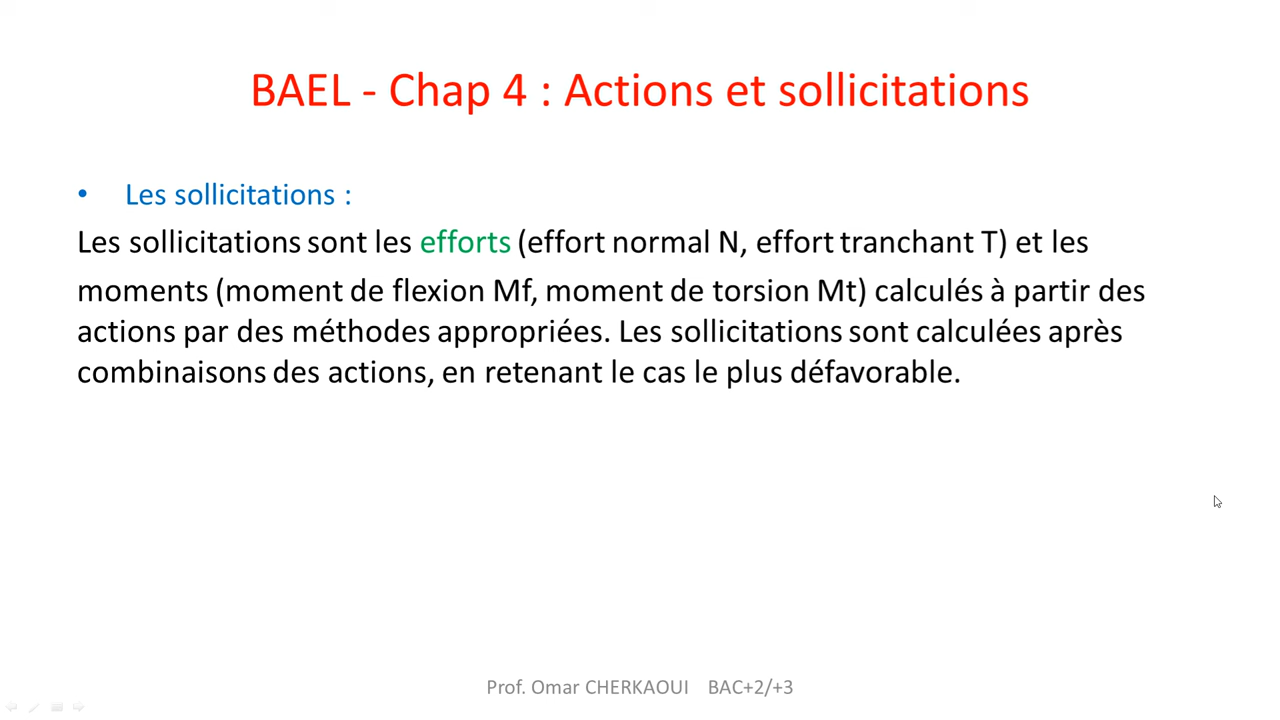 BAEL - Chap 4 : Actions et sollicitations
• Les sollicitations :
Les sollicitations sont les efforts (effort normal N, effort tranchant T) et les
moments (moment de flexion Mf, moment de torsion Mt) calculés à partir des
actions par des méthodes appropriées. Les sollicitations sont calculées après
combinaisons des actions, en retenant le cas le plus défavorable.
Prof. Omar CHERKAOUI BAC+2/+3